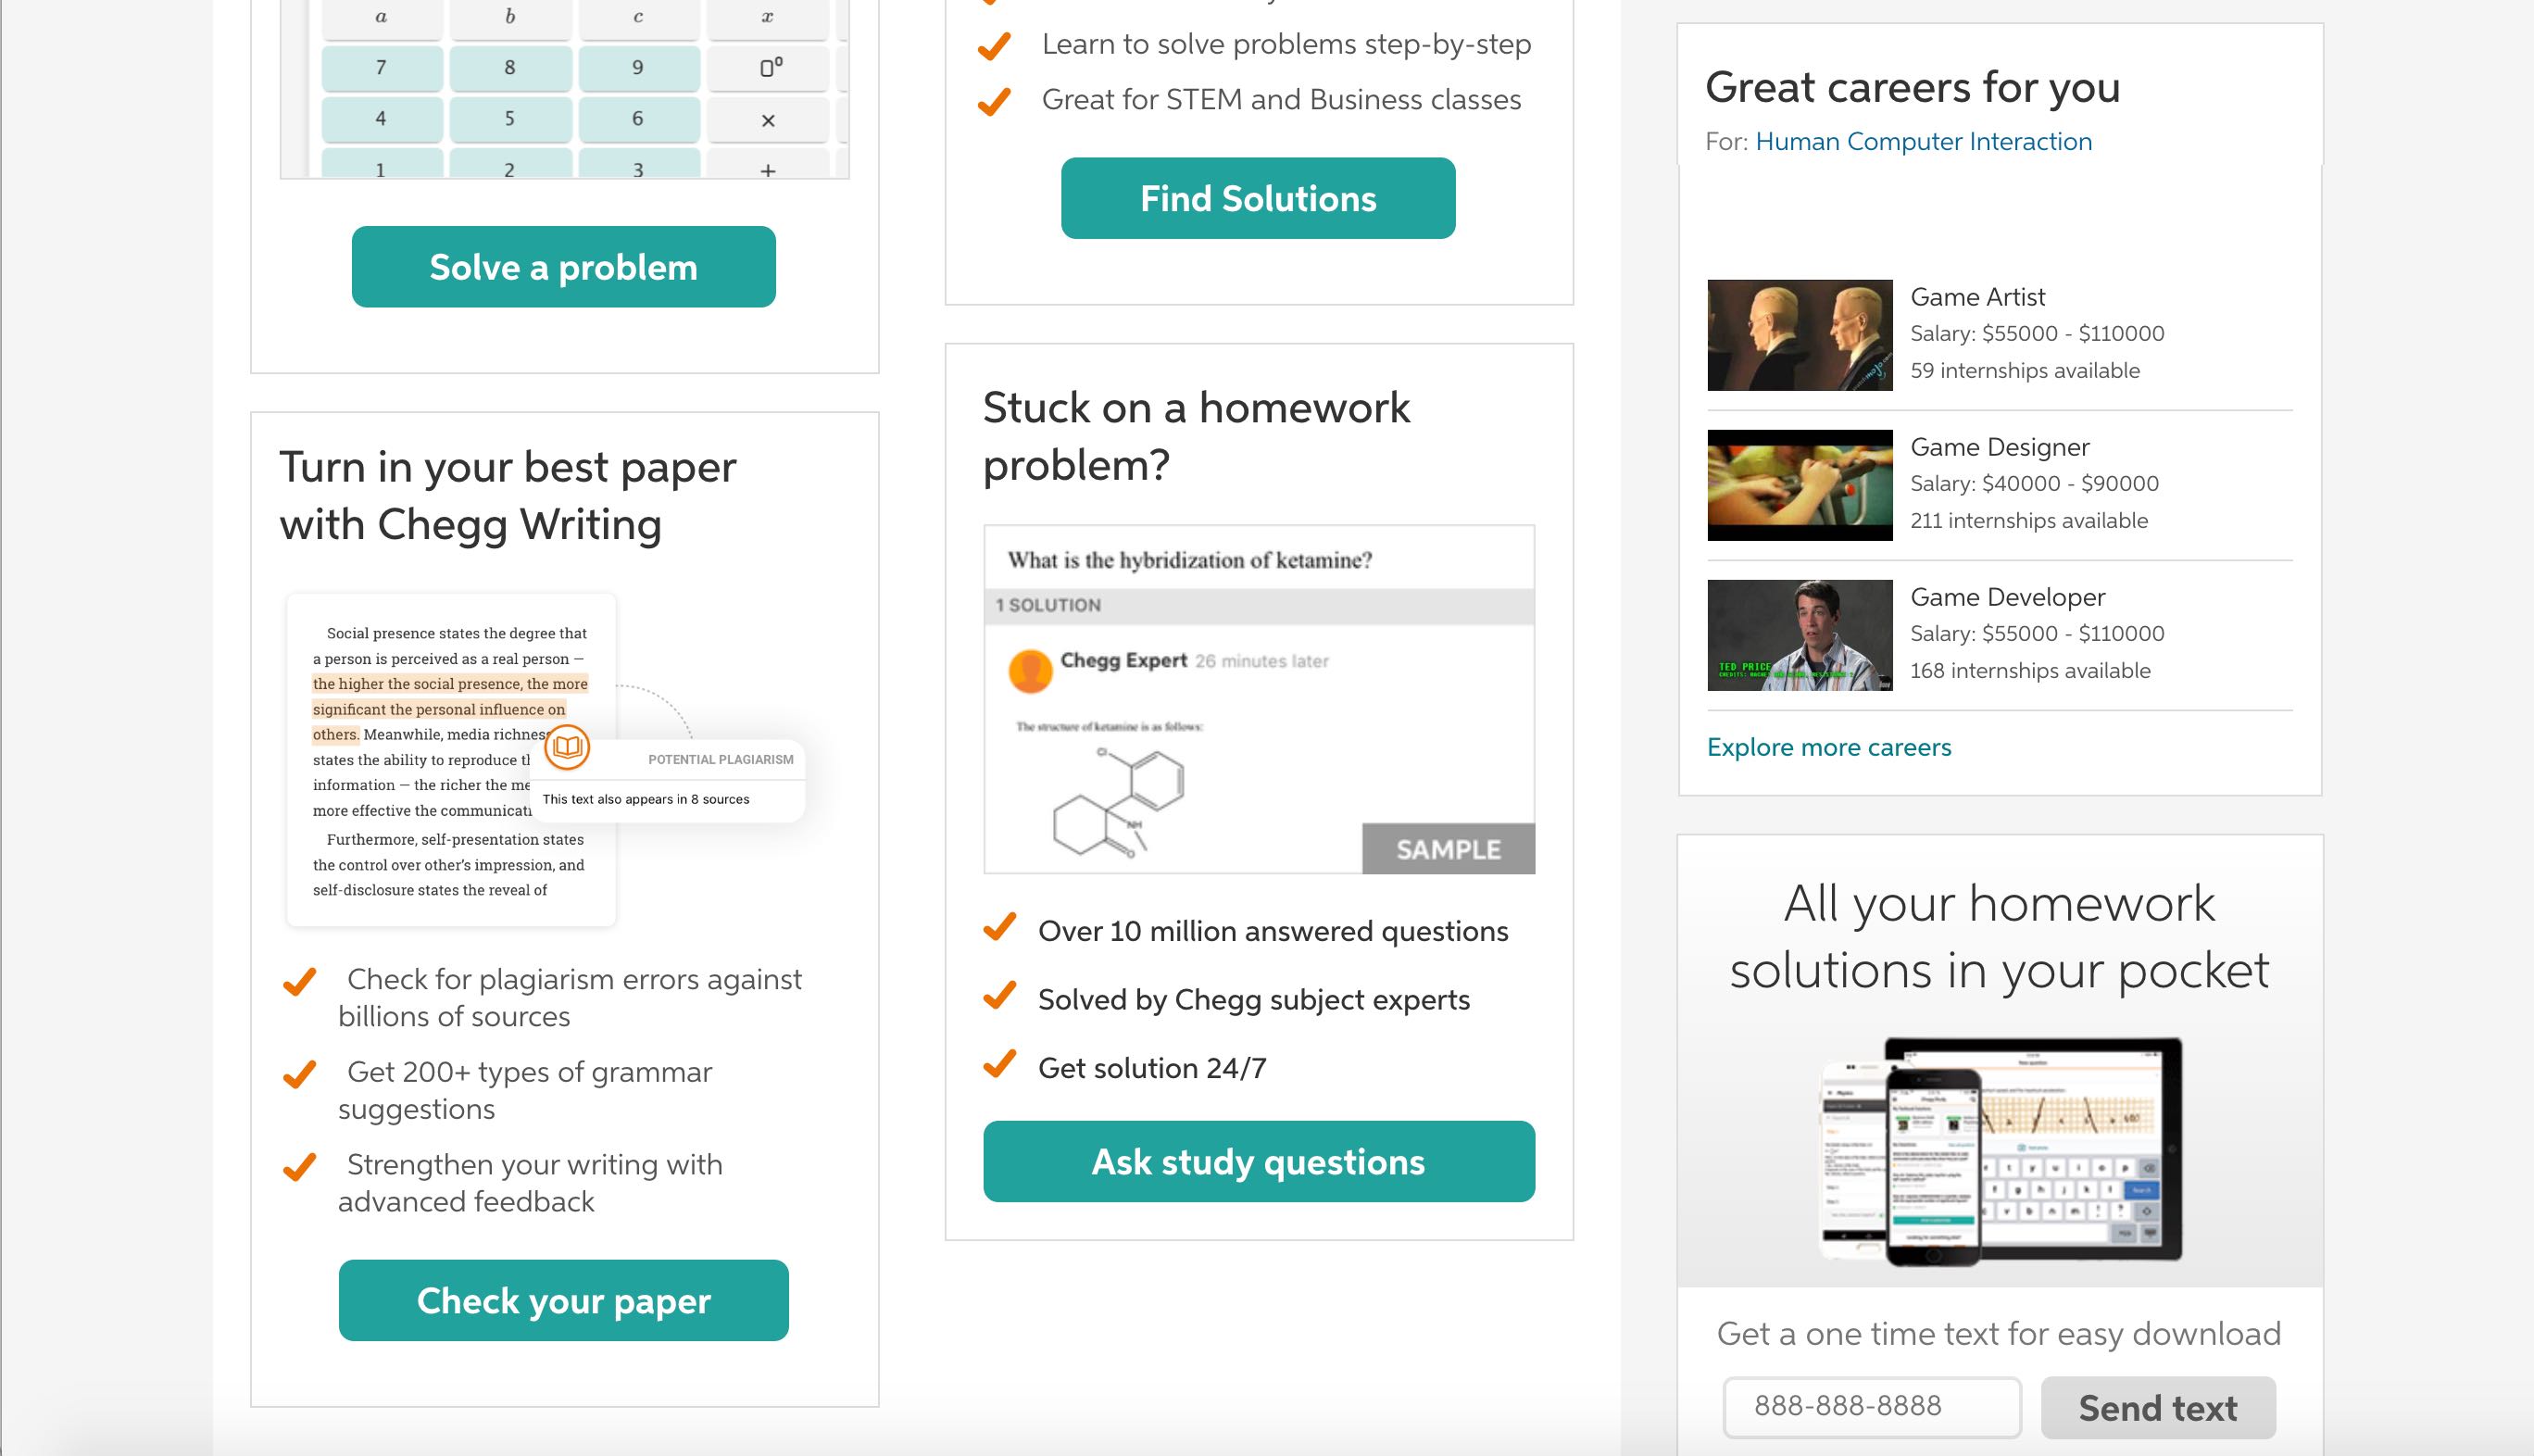 a b c x
7 8 9
4 5 6 ×
1 2 3 +
Solve a problem
Turn in your best paper
with Chegg Writing
Social presence states the degree that
a person is perceived as a real person —
the higher the social presence, the more
significant the personal influence on
others. Meanwhile, media richness
states the ability to reproduce th
information — the richer the me
more effective the communicati
Furthermore, self-presentation states
the control over other’s impression, and
self-disclosure states the reveal of
POTENTIAL PLAGIARISM
This text also appears in 8 sources
Check for plagiarism errors against
billions of sources
Get 200+ types of grammar
suggestions
Strengthen your writing with
advanced feedback
Check your paper
Learn to solve problems step-by-step
Great for STEM and Business classes
Find Solutions
Stuck on a homework
problem?
What is the hybridization of ketamine?
1 SOLUTION
Chegg Expert 26 minutes later
The structure of ketamine is as follows:
Cl
NH
O
SAMPLE
Over 10 million answered questions
Solved by Chegg subject experts
Get solution 24/7
Ask study questions
Great careers for you
For: Human Computer Interaction
Game Artist
Salary: $55000 - $110000
59 internships available
Game Designer
Salary: $40000 - $90000
211 internships available
TED PRICE
Game Developer
Salary: $55000 - $110000
168 internships available
Explore more careers
All your homework
solutions in your pocket
Get a one time text for easy download
888-888-8888
Send text